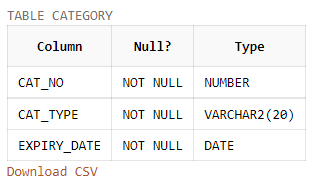 TABLE CATEGORY
Column Null? Type
CAT_NO NOT NULL NUMBER
CAT_TYPE NOT NULL VARCHAR2(20)
EXPIRY_DATE NOT NULL DATE
Download CSV